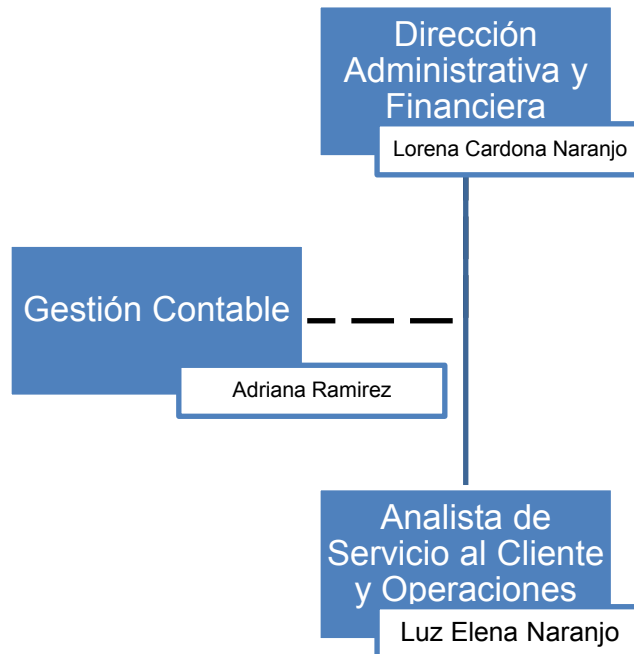 Dirección
Administrativa y
Financiera
Lorena Cardona Naranjo
Gestión Contable
Adriana Ramirez
Analista de
Servicio al Cliente
y Operaciones
Luz Elena Naranjo